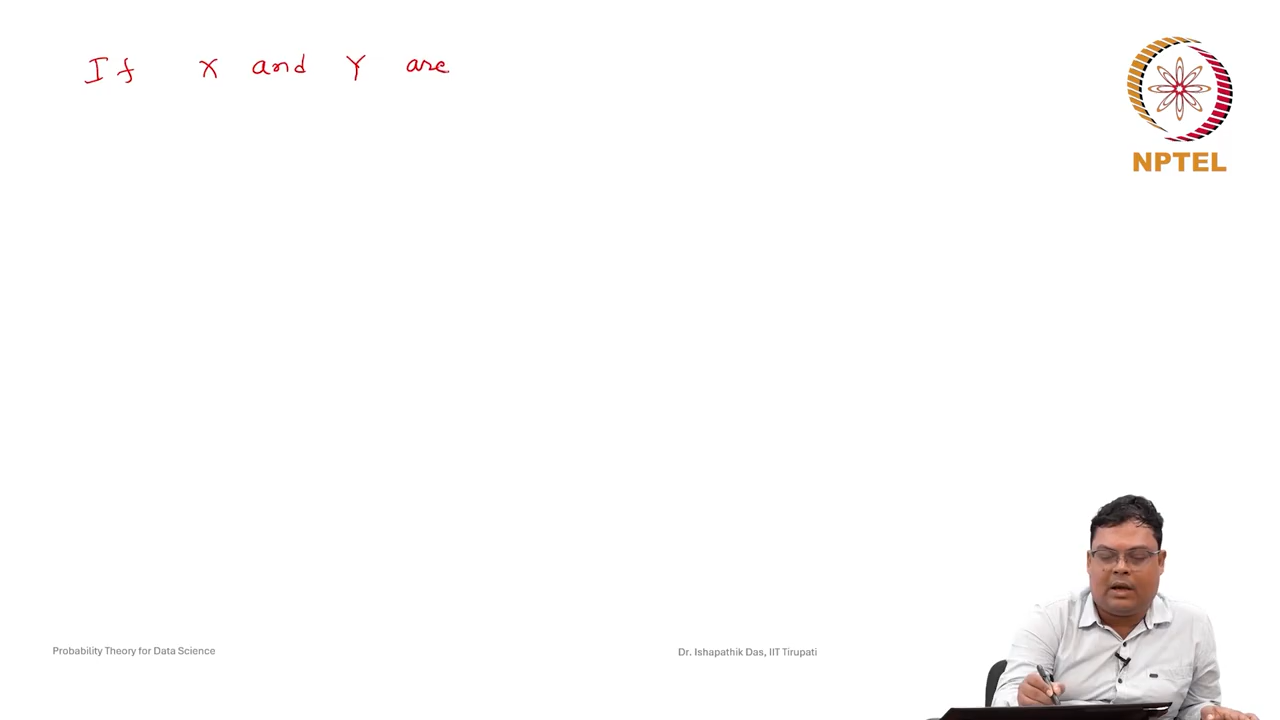 If X and Y are
NPTEL
Probability Theory for Data Science
Dr. Ishapathik Das, IIT Tirupati